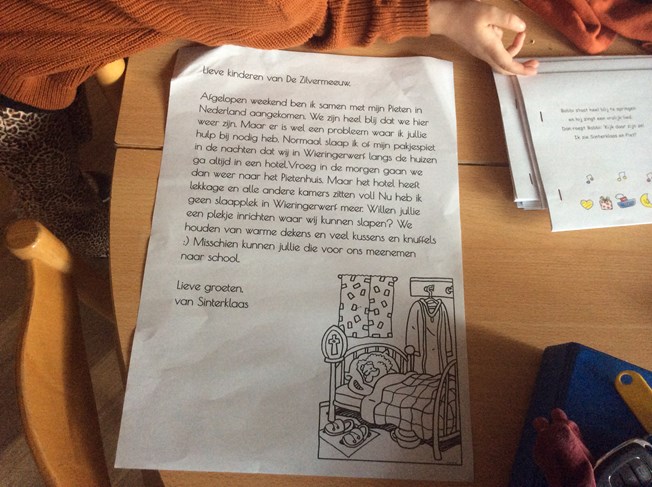 Lieve kinderen van De Zilvermeeuw,
Afgelopen weekend ben ik samen met mijn Pieten in
Nederland aangekomen. We zijn heel blij dat we hier
weer zijn. Maar er is wel een probleem waar ik jullie
hulp bij nodig heb. Normaal slaap ik of mijn pakjespiet
in de nachten dat wij in Wieringerwerf langs de huizen
ga altijd in een hotel.Vroeg in de morgen gaan we
dan weer naar het Pietenhuis. Maar het hotel heeft
lekkage en alle andere kamers zitten vol! Nu heb ik
geen slaapplek in Wieringerwerf meer. Willen jullie
een plekje inrichten waar wij kunnen slapen? We
houden van warme dekens en veel kussens en knuffels
;) Misschien kunnen jullie die voor ons meenemen
naar school.
Lieve groeten,
van Sinterklaas